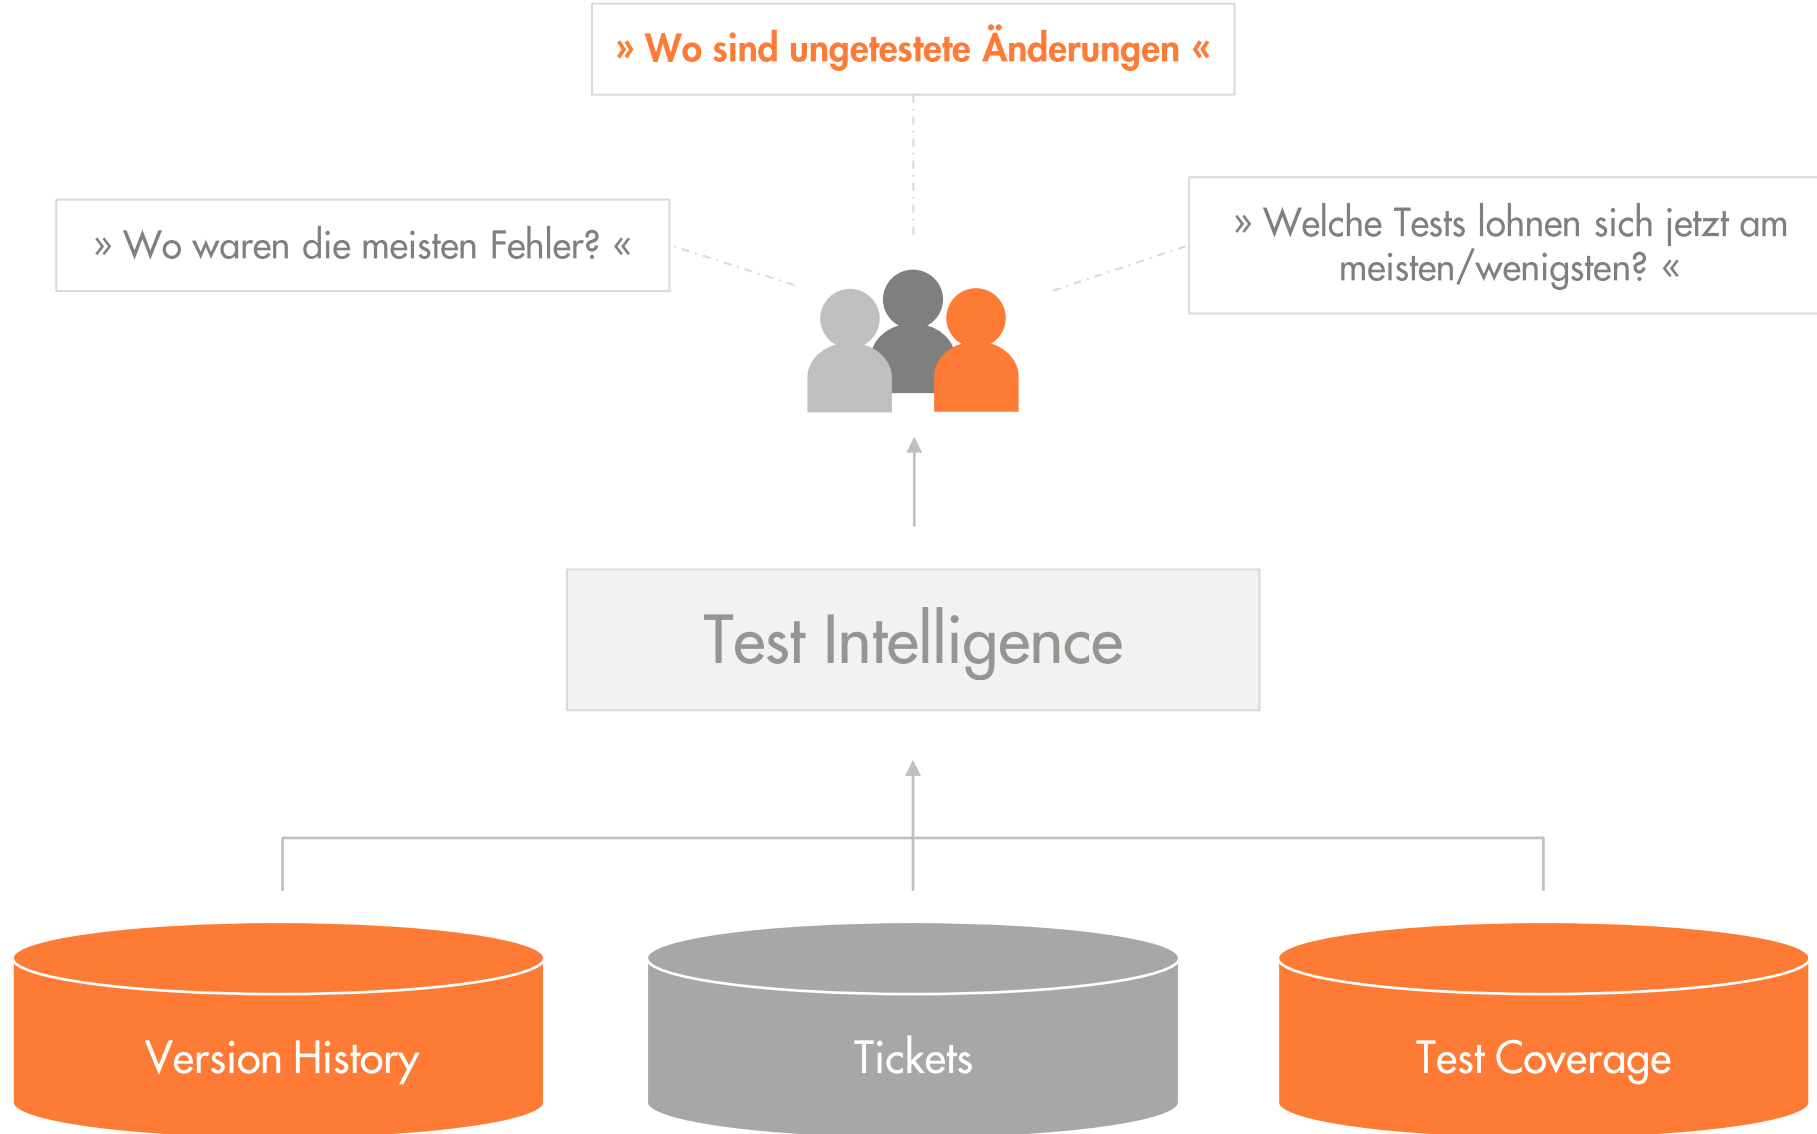 » Wo sind ungetestete Änderungen «
» Wo waren die meisten Fehler? «
» Welche Tests lohnen sich jetzt am
meisten/wenigsten? «
Test Intelligence
Version History
Tickets
Test Coverage